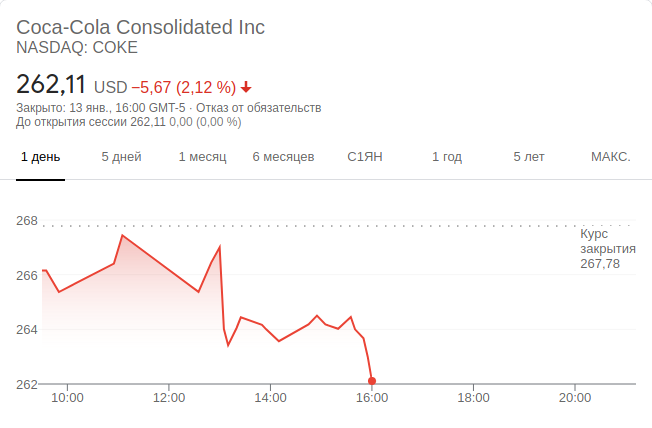 Coca-Cola Consolidated Inc
NASDAQ: COKE
262,11 USD −5,67 (2,12 %)
Закрыто: 13 янв., 16:00 GMT-5 · Отказ от обязательств
До открытия сессии 262,11 0,00 (0,00 %)
1 день 5 дней 1 месяц 6 месяцев С1ЯН 1 год 5 лет МАКС.
268
Курс
закрытия
267,78
266
264
262
10:00 12:00 14:00 16:00 18:00 20:00